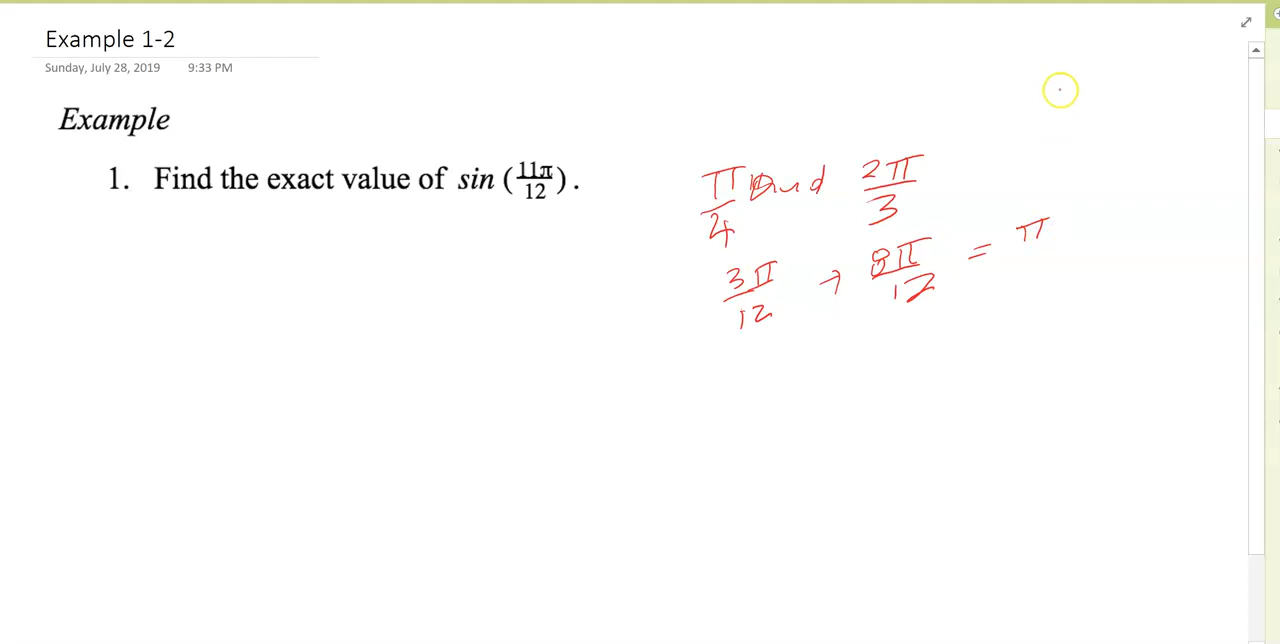 Example 1-2
Sunday, July 28, 2019 9:33 PM
Example
1. Find the exact value of sin (11π/12).
π/4 and 2π/3
3π/12 + 8π/12 = π